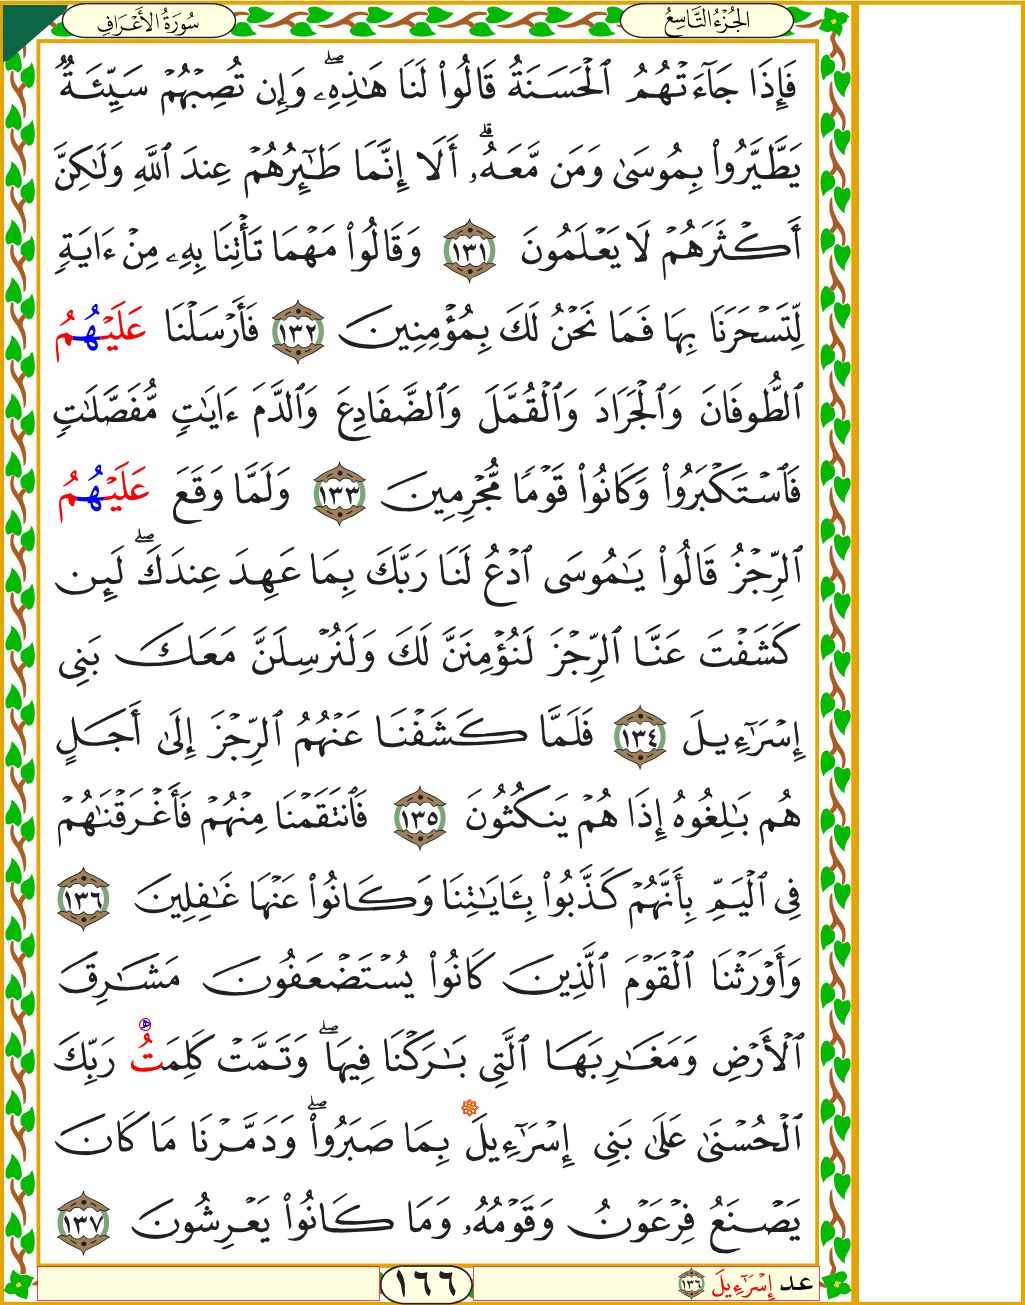 الجُزْءُ التَّاسِعُ
سُورَةُ الأَعْرَافِ
فَإِذَا جَآءَتْهُمُ ٱلْحَسَنَةُ قَالُوا۟ لَنَا هَـٰذِهِۦۖ وَإِن تُصِبْهُمْ سَيِّئَةٌ
يَطَّيَّرُوا۟ بِمُوسَىٰ وَمَن مَّعَهُۥۗ أَلَآ إِنَّمَا طَـٰٓئِرُهُمْ عِندَ ٱللَّهِ وَلَـٰكِنَّ
أَكْثَرَهُمْ لَا يَعْلَمُونَ ١٣١ وَقَالُوا۟ مَهْمَا تَأْتِنَا بِهِۦ مِنْ ءَايَةٍ
لِّتَسْحَرَنَا بِهَا فَمَا نَحْنُ لَكَ بِمُؤْمِنِينَ ١٣٢ فَأَرْسَلْنَا عَلَيْهُمُ
ٱلطُّوفَانَ وَٱلْجَرَادَ وَٱلْقُمَّلَ وَٱلضَّفَادِعَ وَٱلدَّمَ ءَايَـٰتٍ مُّفَصَّلَـٰتٍ
فَٱسْتَكْبَرُوا۟ وَكَانُوا۟ قَوْمًا مُّجْرِمِينَ ١٣٣ وَلَمَّا وَقَعَ عَلَيْهُمُ
ٱلرِّجْزُ قَالُوا۟ يَـٰمُوسَى ٱدْعُ لَنَا رَبَّكَ بِمَا عَهِدَ عِندَكَۖ لَئِن
كَشَفْتَ عَنَّا ٱلرِّجْزَ لَنُؤْمِنَنَّ لَكَ وَلَنُرْسِلَنَّ مَعَكَ بَنِىٓ
إِسْرَٰٓءِيلَ ١٣٤ فَلَمَّا كَشَفْنَا عَنْهُمُ ٱلرِّجْزَ إِلَىٰٓ أَجَلٍ
هُم بَـٰلِغُوهُ إِذَا هُمْ يَنكُثُونَ ١٣٥ فَٱنتَقَمْنَا مِنْهُمْ فَأَغْرَقْنَـٰهُمْ
فِى ٱلْيَمِّ بِأَنَّهُمْ كَذَّبُوا۟ بِـَٔايَـٰتِنَا وَكَانُوا۟ عَنْهَا غَـٰفِلِينَ ١٣٦
وَأَوْرَثْنَا ٱلْقَوْمَ ٱلَّذِينَ كَانُوا۟ يُسْتَضْعَفُونَ مَشَـٰرِقَ
ٱلْأَرْضِ وَمَغَـٰرِبَهَا ٱلَّتِى بَـٰرَكْنَا فِيهَاۖ وَتَمَّتْ كَلِمَتُ رَبِّكَ
ٱلْحُسْنَىٰ عَلَىٰ بَنِىٓ إِسْرَٰٓءِيلَ بِمَا صَبَرُوا۟ۖ وَدَمَّرْنَا مَا كَانَ
يَصْنَعُ فِرْعَوْنُ وَقَوْمُهُۥ وَمَا كَانُوا۟ يَعْرِشُونَ ١٣٧
عد إِسْرَٰٓءِيلَ ١٣٦
١٦٦